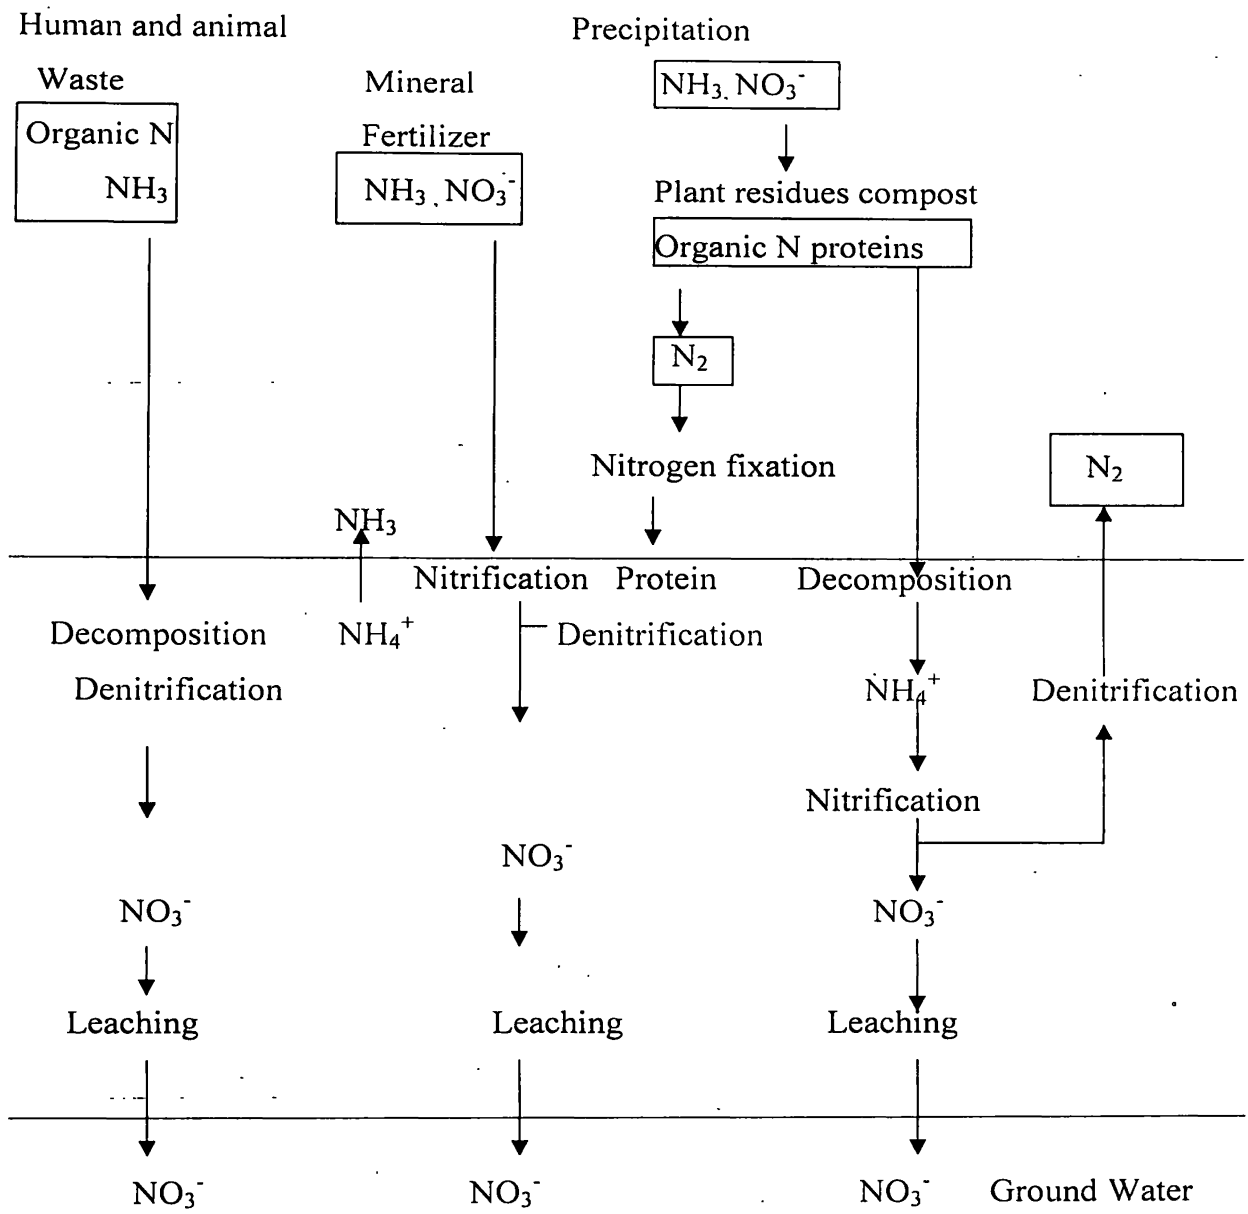 Human and animal
Precipitation
Waste
Mineral
NH₃, NO₃⁻
Organic N
Fertilizer
NH₃
NH₃, NO₃⁻
Plant residues compost
Organic N proteins
N₂
Nitrogen fixation
N₂
NH₃
Nitrification Protein Decomposition
Decomposition
NH₄⁺
Denitrification
Denitrification
NH₄⁺
Denitrification
Nitrification
NO₃⁻
NO₃⁻
NO₃⁻
Leaching
Leaching
Leaching
NO₃⁻
NO₃⁻
NO₃⁻
Ground Water